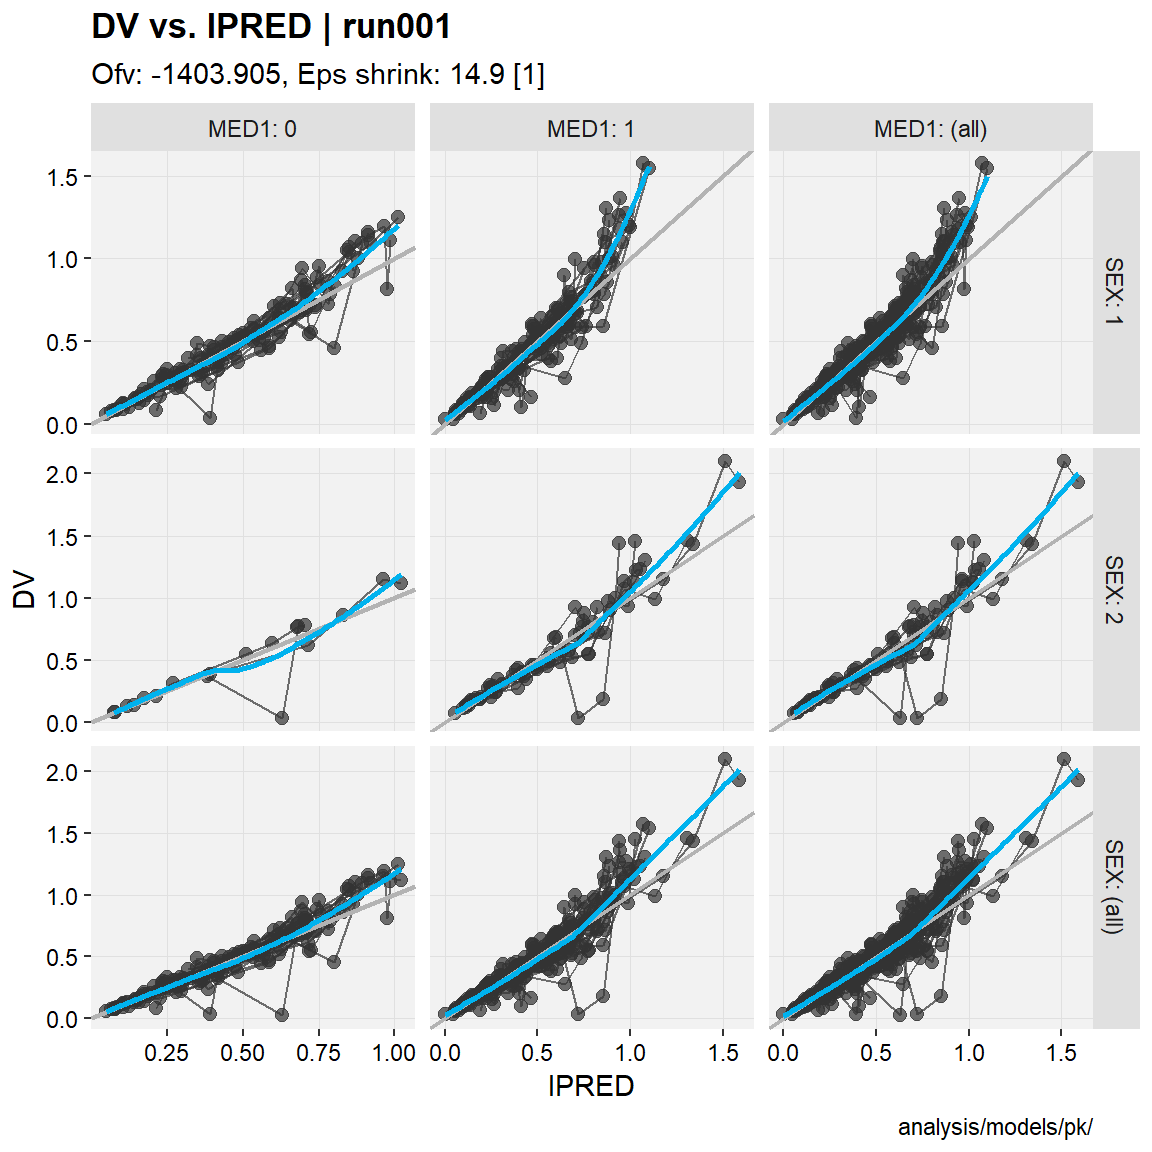 DV vs. IPRED | run001
Ofv: -1403.905, Eps shrink: 14.9 [1]
MED1: 0
MED1: 1
MED1: (all)
1.5
1.0
0.5
0.0
SEX: 1
2.0
1.5
1.0
0.5
0.0
SEX: 2
2.0
1.5
1.0
0.5
0.0
SEX: (all)
DV
0.25 0.50 0.75 1.00
0.0 0.5 1.0 1.5
0.0 0.5 1.0 1.5
IPRED
analysis/models/pk/